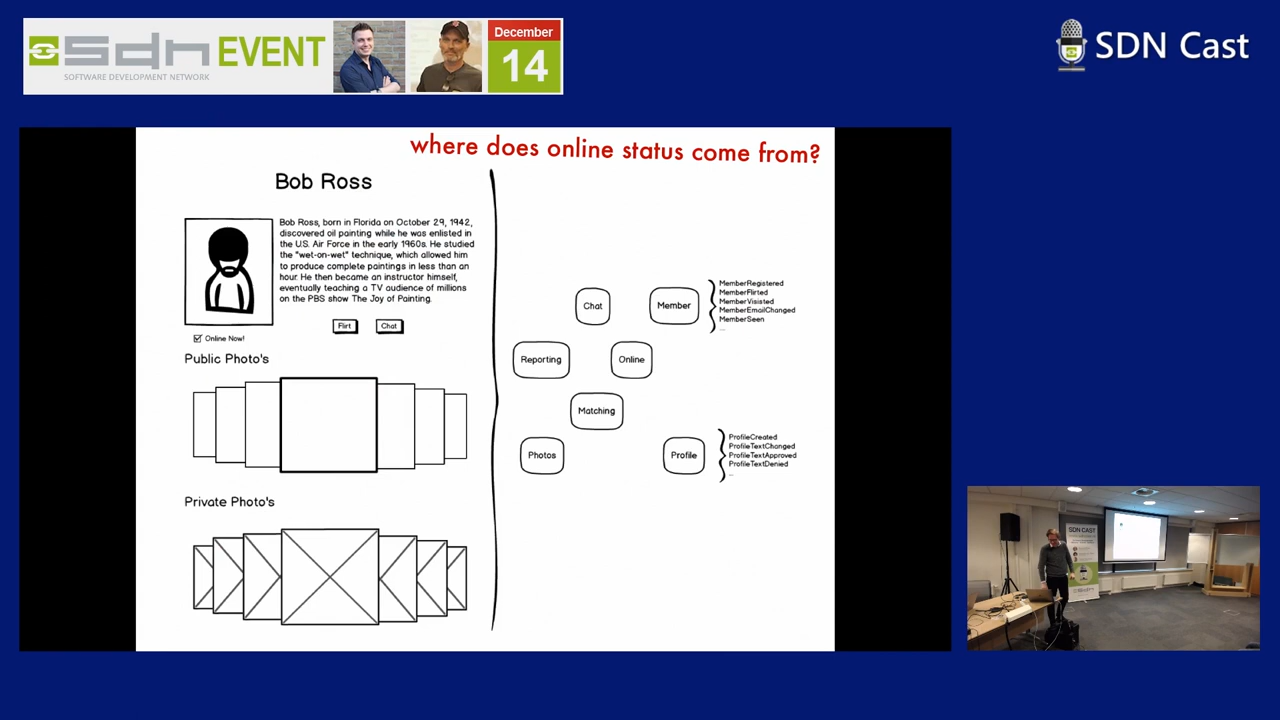 sdn EVENT
SOFTWARE DEVELOPMENT NETWORK
December
14
SDN Cast
where does online status come from?
Bob Ross
Bob Ross, born in Florida on October 29, 1942,
discovered oil painting while he was enlisted in
the U.S. Air Force in the early 1960s. He studied
the "wet-on-wet" technique, which allowed him
to produce complete paintings in less than an
hour. He then became an instructor himself,
eventually teaching a TV audience of millions
on the PBS show The Joy of Painting.
Flirt
Chat
Online Now!
Public Photo's
Private Photo's
Chat
Member
MemberRegistered
MemberFlirted
MemberVisisted
MemberEmailChanged
MemberSeen
...
Reporting
Online
Matching
Photos
Profile
ProfileCreated
ProfileTextChanged
ProfileTextApproved
ProfileTextDenied
...
SDN CAST